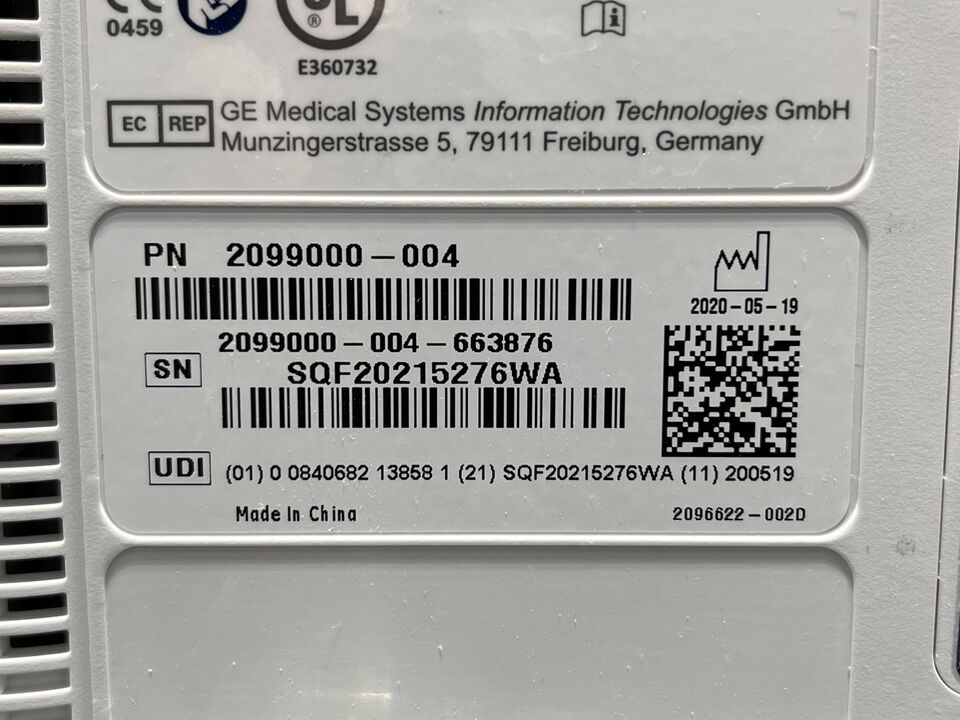 0459
UL
®
E360732
EC REP
GE Medical Systems Information Technologies GmbH
Munzingerstrasse 5, 79111 Freiburg, Germany
PN 2099000-004
2020-05-19
2099000-004-663876
SN SQF20215276WA
UDI (01) 0 0840682 13858 1 (21) SQF20215276WA (11) 200519
Made In China
2096622-002D